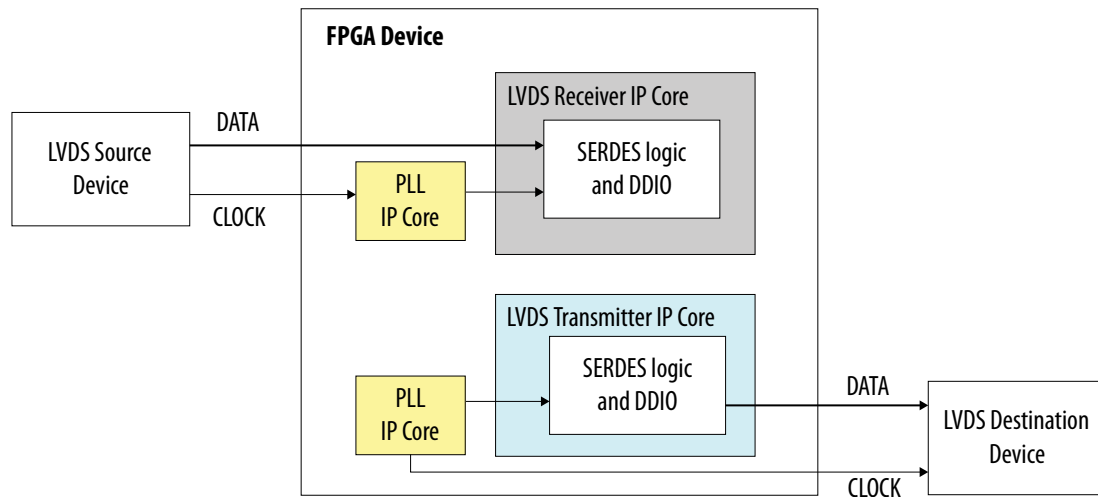 FPGA Device
LVDS Receiver IP Core
DATA
SERDES logic
and DDIO
LVDS Source
Device
PLL
IP Core
CLOCK
LVDS Transmitter IP Core
SERDES logic
and DDIO
PLL
IP Core
DATA
LVDS Destination
Device
CLOCK